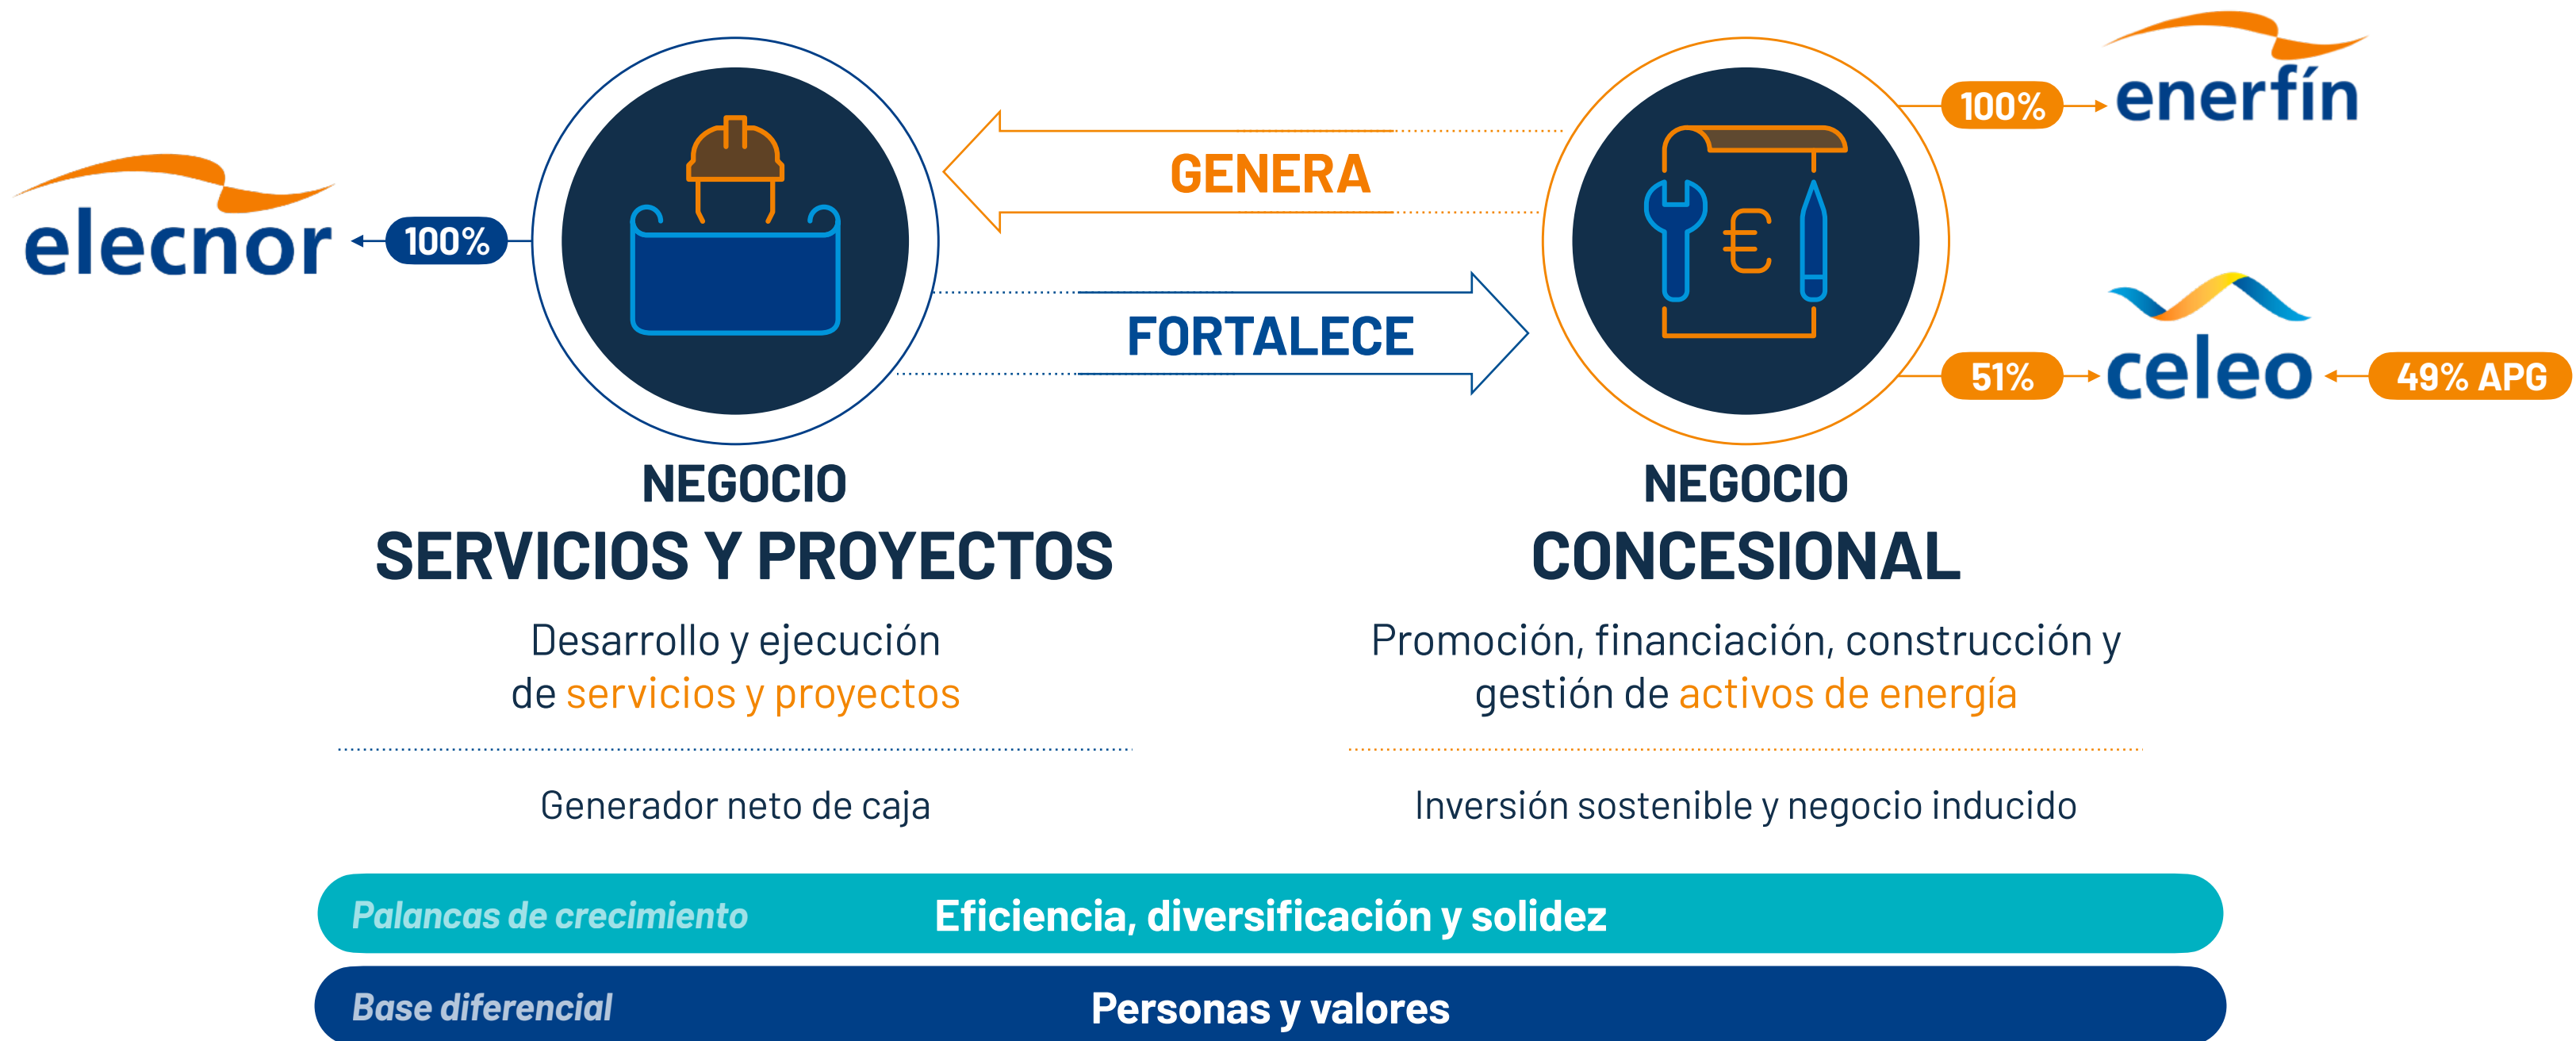 elecnor
100%
GENERA
FORTALECE
€
100%
enerfín
51%
celeo
49% APG
NEGOCIO
SERVICIOS Y PROYECTOS
Desarrollo y ejecución
de servicios y proyectos
Generador neto de caja
NEGOCIO
CONCESIONAL
Promoción, financiación, construcción y
gestión de activos de energía
Inversión sostenible y negocio inducido
Palancas de crecimiento
Eficiencia, diversificación y solidez
Base diferencial
Personas y valores